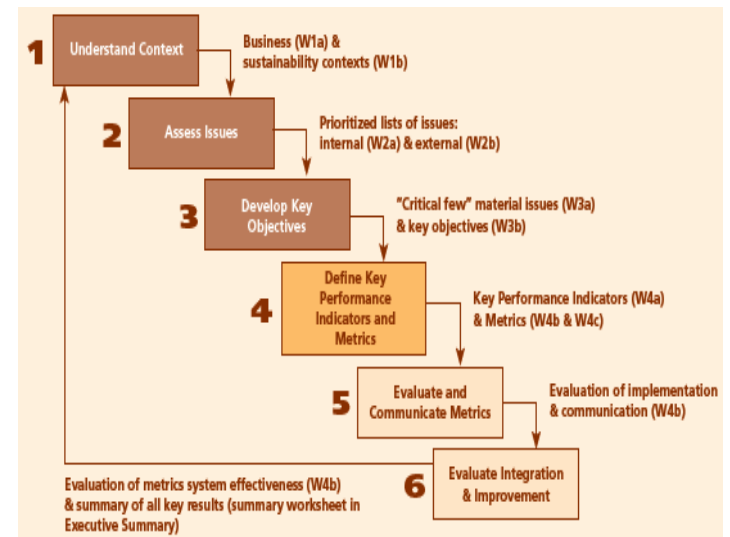 1
Understand Context
Business (W1a) &
sustainability contexts (W1b)
2
Assess Issues
Prioritized lists of issues:
internal (W2a) & external (W2b)
3
Develop Key
Objectives
"Critical few" material issues (W3a)
& key objectives (W3b)
4
Define Key
Performance
Indicators and
Metrics
Key Performance Indicators (W4a)
& Metrics (W4b & W4c)
5
Evaluate and
Communicate Metrics
Evaluation of implementation
& communication (W4b)
6
Evaluate Integration
& Improvement
Evaluation of metrics system effectiveness (W4b)
& summary of all key results (summary worksheet in
Executive Summary)